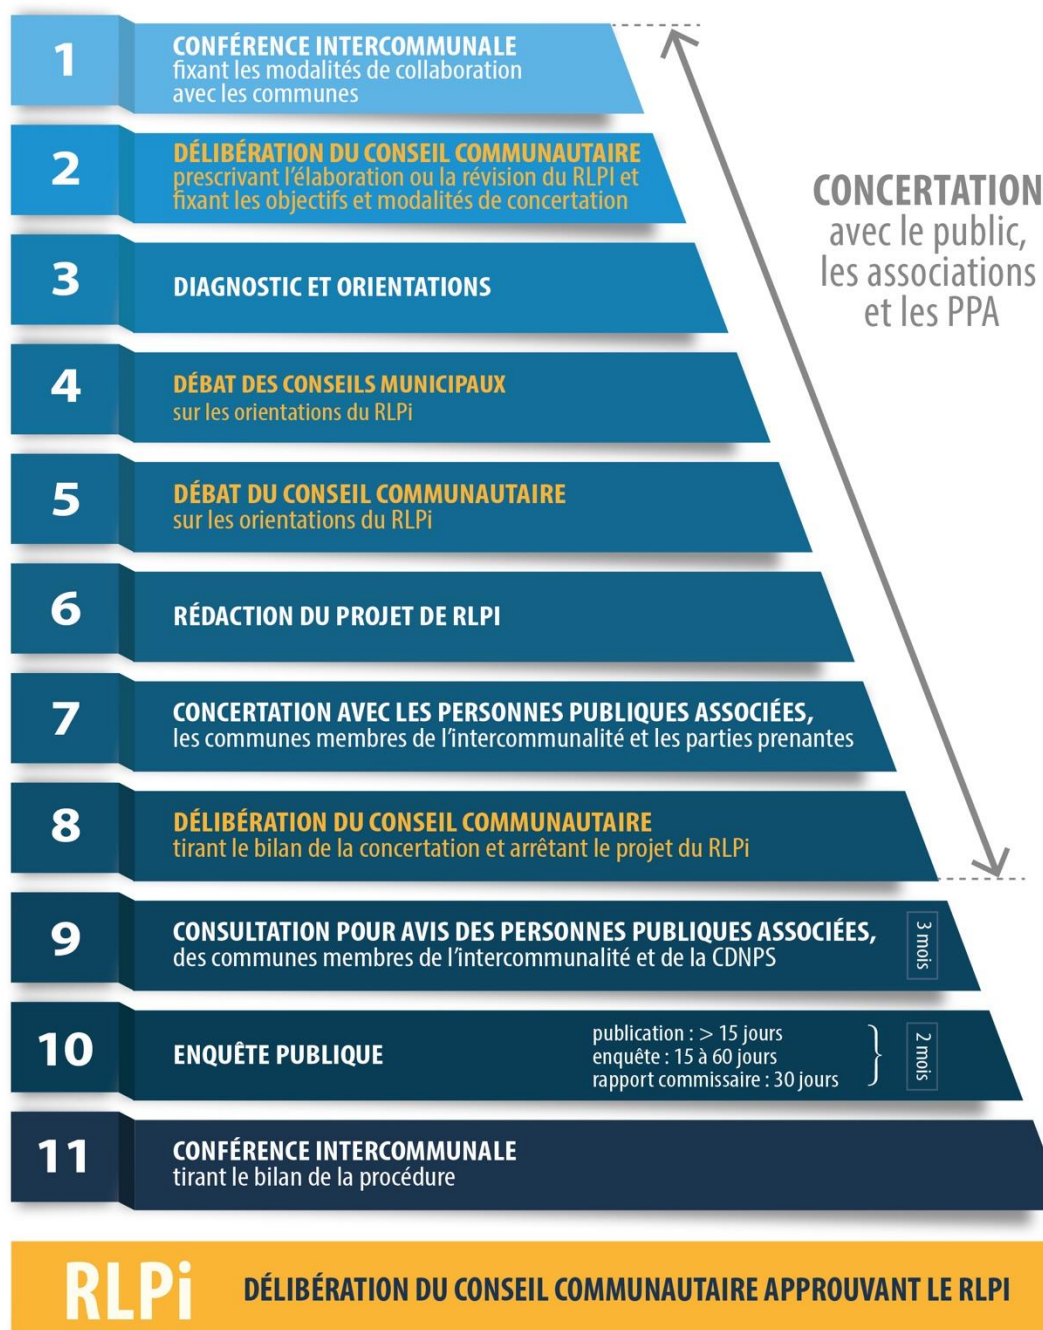 1
CONFÉRENCE INTERCOMMUNALE
fixant les modalités de collaboration
avec les communes
2
DÉLIBÉRATION DU CONSEIL COMMUNAUTAIRE
prescrivant l'élaboration ou la révision du RLPI et
fixant les objectifs et modalités de concertation
CONCERTATION
avec le public,
les associations
et les PPA
3
DIAGNOSTIC ET ORIENTATIONS
4
DÉBAT DES CONSEILS MUNICIPAUX
sur les orientations du RLPi
5
DÉBAT DU CONSEIL COMMUNAUTAIRE
sur les orientations du RLPi
6
RÉDACTION DU PROJET DE RLPI
7
CONCERTATION AVEC LES PERSONNES PUBLIQUES ASSOCIÉES,
les communes membres de l'intercommunalité et les parties prenantes
8
DÉLIBÉRATION DU CONSEIL COMMUNAUTAIRE
tirant le bilan de la concertation et arrêtant le projet du RLPi
9
CONSULTATION POUR AVIS DES PERSONNES PUBLIQUES ASSOCIÉES,
des communes membres de l'intercommunalité et de la CDNPS
3 mois
10
ENQUÊTE PUBLIQUE
publication : > 15 jours
enquête : 15 à 60 jours
rapport commissaire : 30 jours
2 mois
11
CONFÉRENCE INTERCOMMUNALE
tirant le bilan de la procédure
RLPi
DÉLIBÉRATION DU CONSEIL COMMUNAUTAIRE APPROUVANT LE RLPI